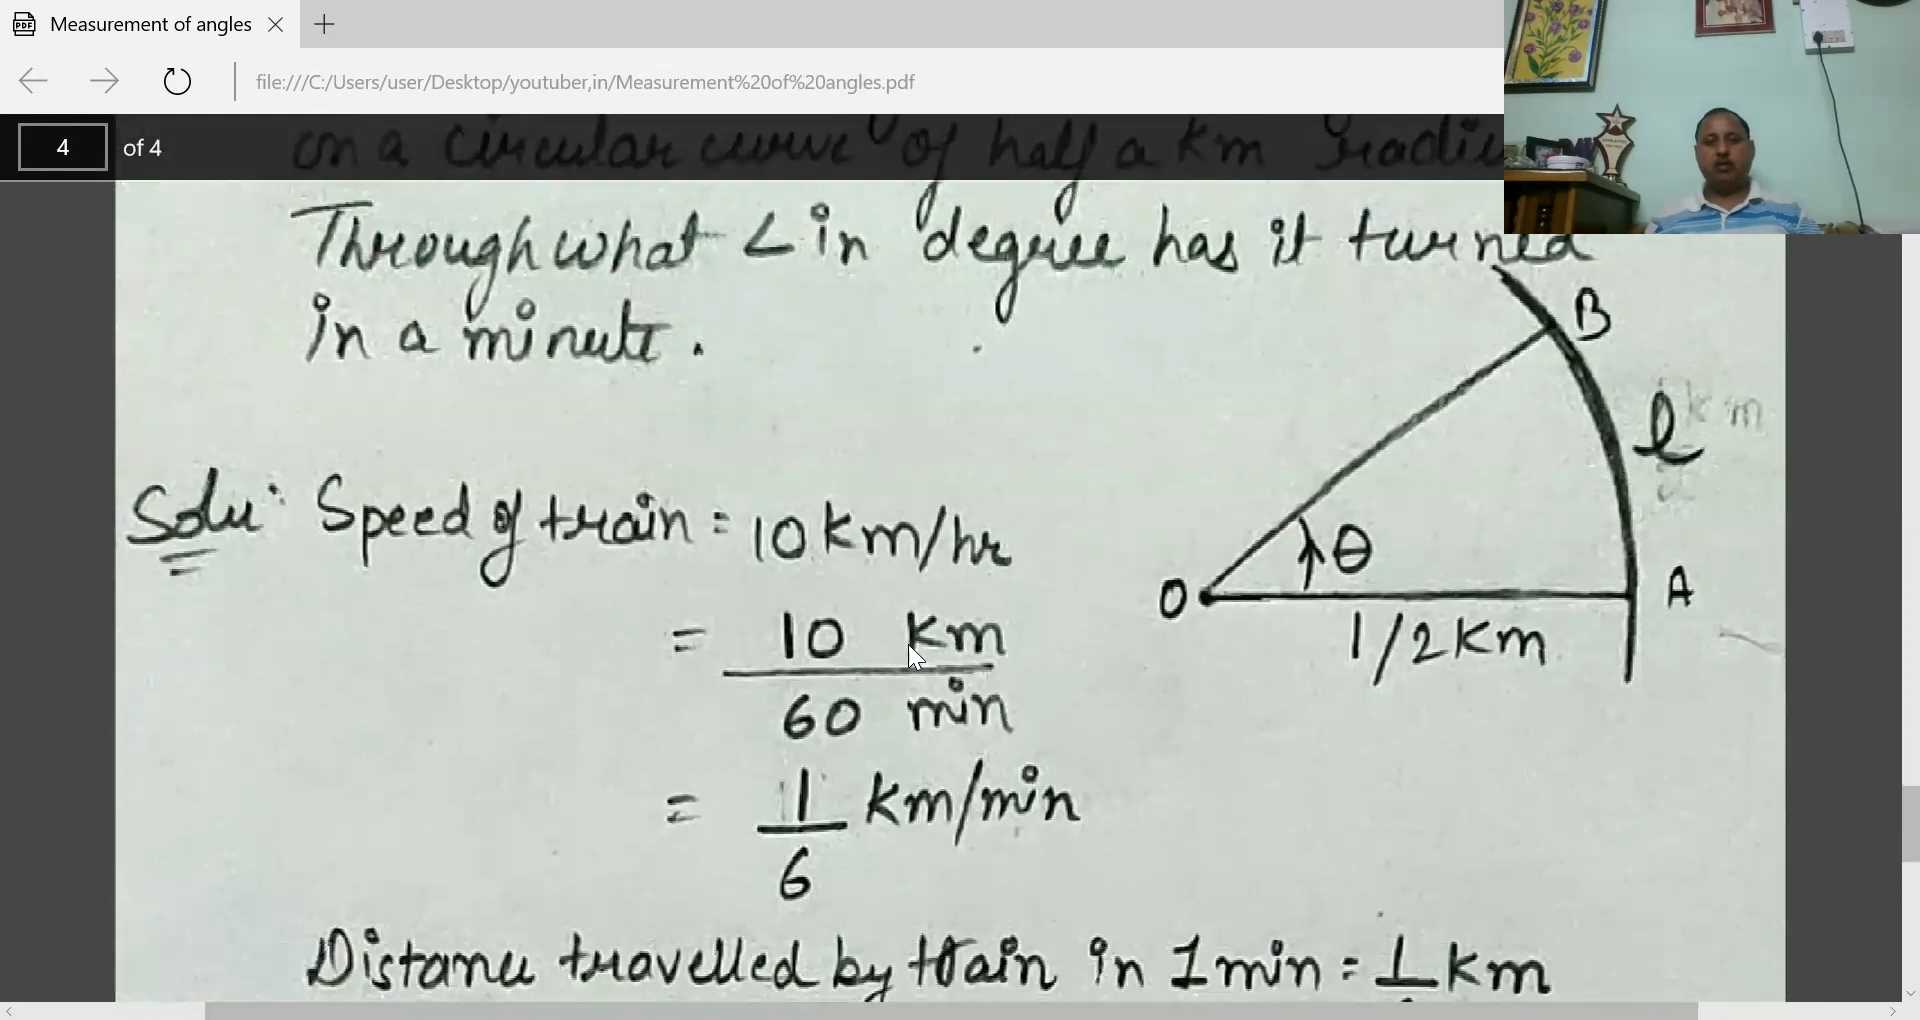 Measurement of angles
file:///C:/Users/user/Desktop/youtuber,in/Measurement%20of%20angles.pdf
4 of 4
on a circular curve of half a km radiu
Through what ∠ in degree has it turned
in a minute.
Solu: Speed of train = 10 km/hr
= 10 km
60 min
= 1 km/min
6
Distance travelled by train in 1 min = 1 km
B
l km
θ
O
A
1/2 km